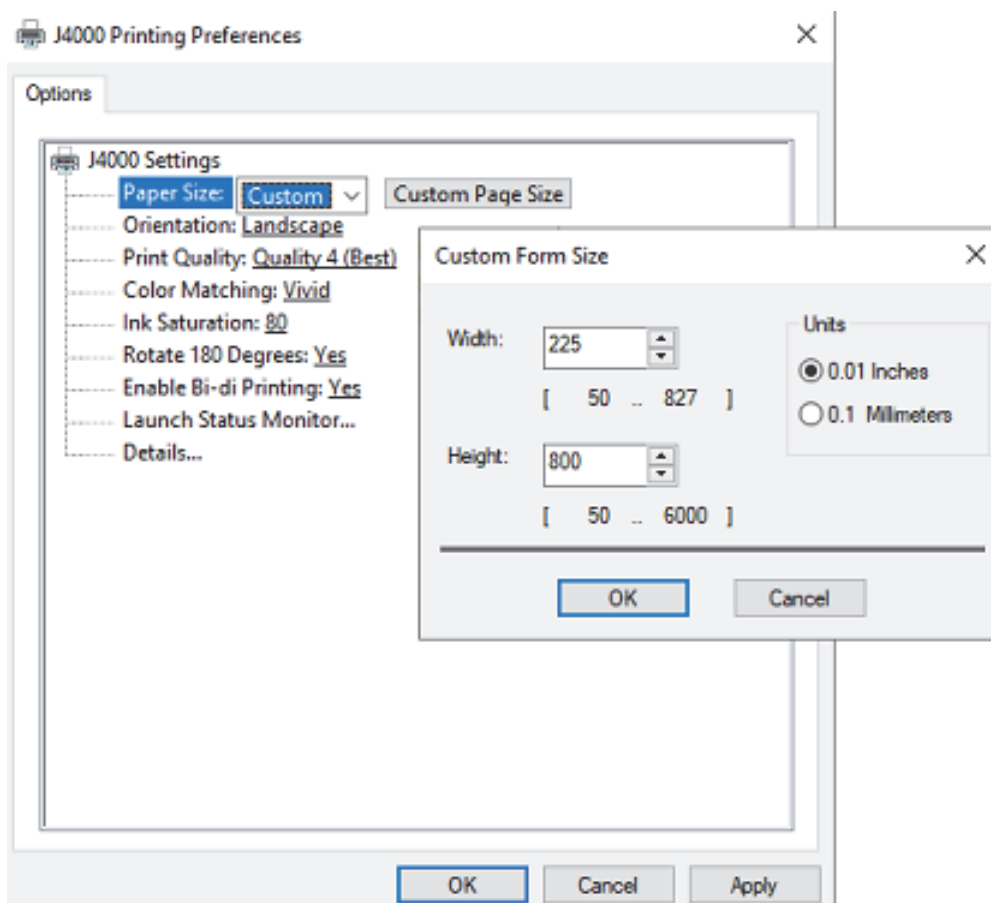 J4000 Printing Preferences
Options
J4000 Settings
Paper Size: Custom Custom Page Size
Orientation: Landscape
Print Quality: Quality 4 (Best)
Color Matching: Vivid
Ink Saturation: 80
Rotate 180 Degrees: Yes
Enable Bi-di Printing: Yes
Launch Status Monitor...
Details...
Custom Form Size
Width: 225
[ 50 .. 827 ]
Height: 800
[ 50 .. 6000 ]
Units
0.01 Inches
0.1 Millimeters
OK Cancel
OK Cancel Apply